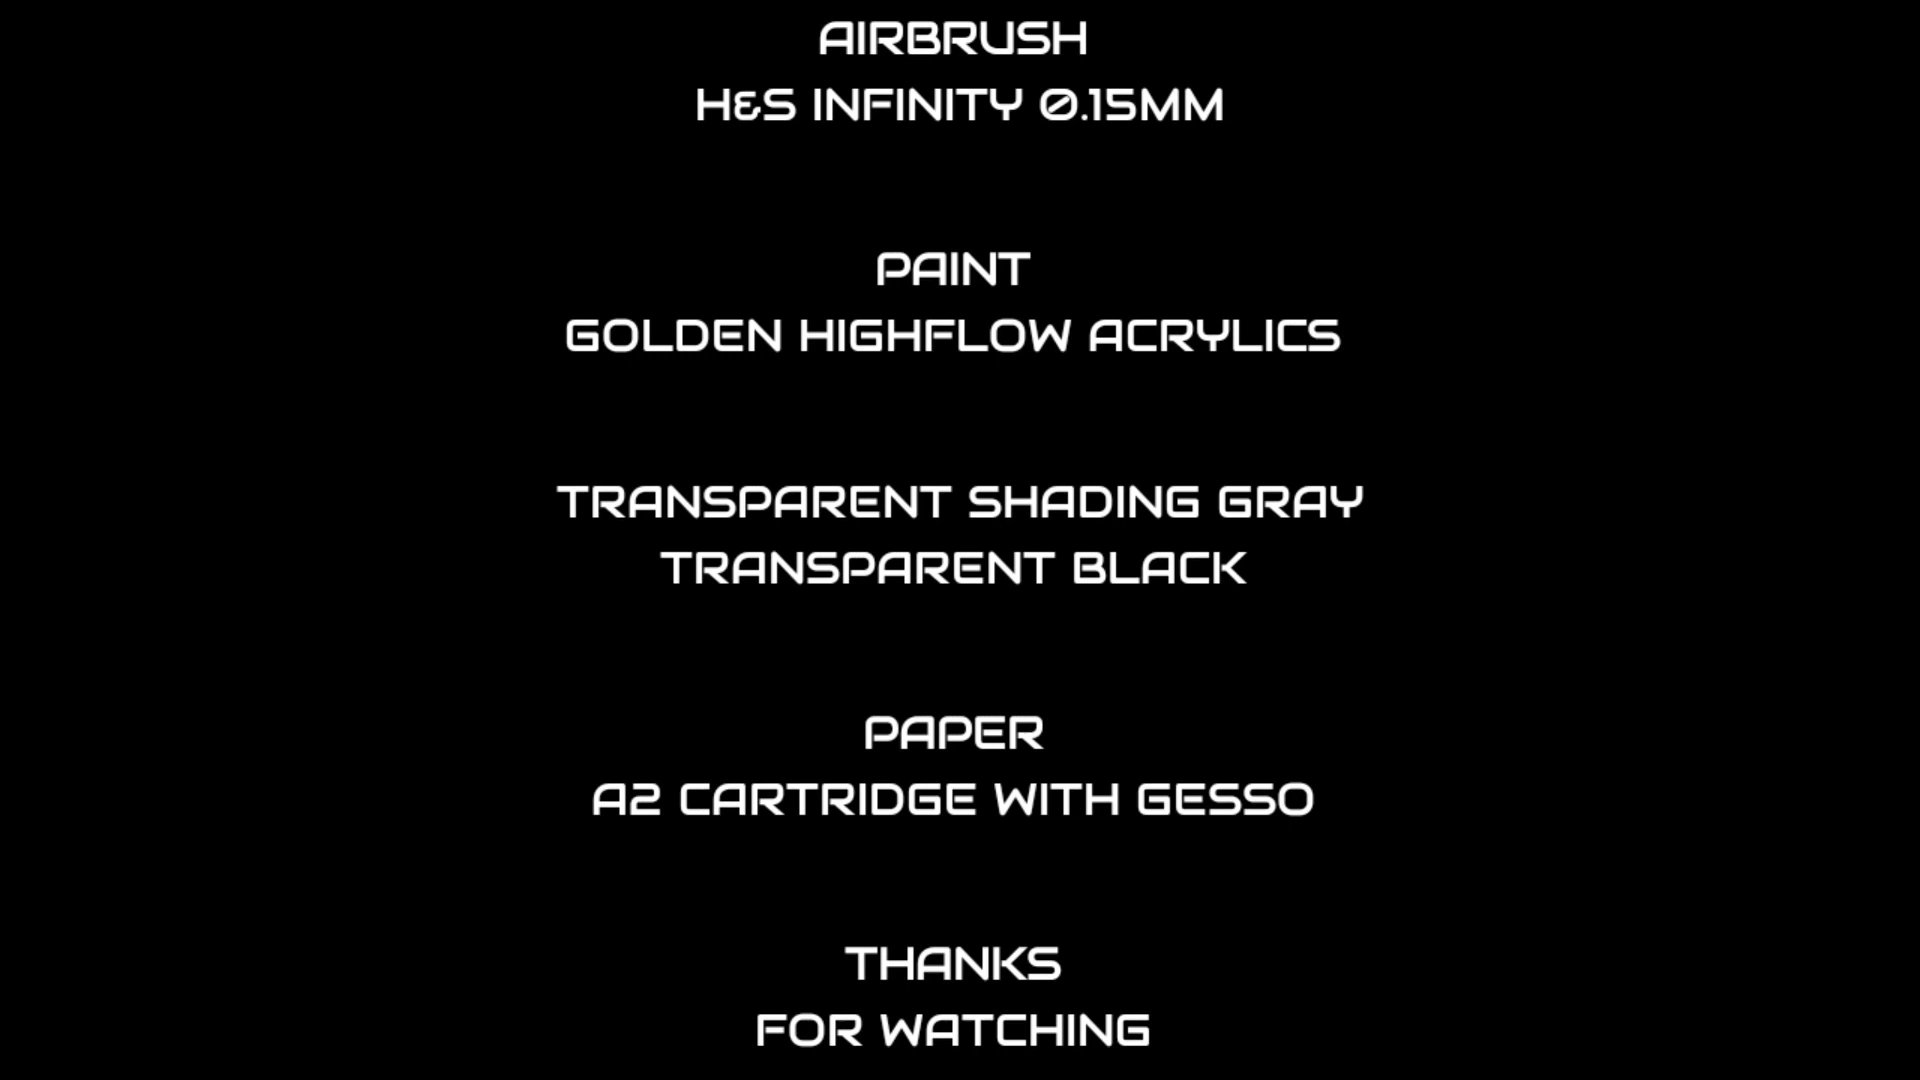 AIRBRUSH
H&S INFINITY 0.15MM
PAINT
GOLDEN HIGHFLOW ACRYLICS
TRANSPARENT SHADING GRAY
TRANSPARENT BLACK
PAPER
A2 CARTRIDGE WITH GESSO
THANKS
FOR WATCHING